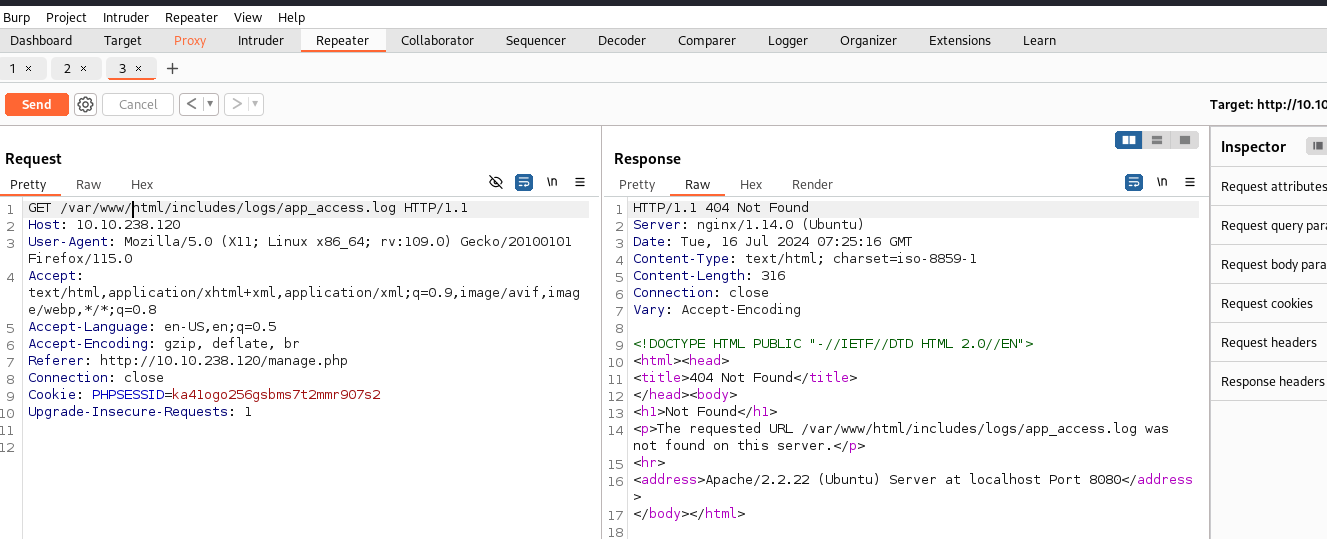 Burp Project Intruder Repeater View Help
Dashboard Target Proxy Intruder Repeater Collaborator Sequencer Decoder Comparer Logger Organizer Extensions Learn
1 × 2 × 3 × +
Send Cancel < > Target: http://10.10
Request
Pretty Raw Hex \n
1 GET /var/www/html/includes/logs/app_access.log HTTP/1.1
2 Host: 10.10.238.120
3 User-Agent: Mozilla/5.0 (X11; Linux x86_64; rv:109.0) Gecko/20100101
Firefox/115.0
4 Accept:
text/html,application/xhtml+xml,application/xml;q=0.9,image/avif,imag
e/webp,*/*;q=0.8
5 Accept-Language: en-US,en;q=0.5
6 Accept-Encoding: gzip, deflate, br
7 Referer: http://10.10.238.120/manage.php
8 Connection: close
9 Cookie: PHPSESSID=ka41ogo256gsbms7t2mmr907s2
10 Upgrade-Insecure-Requests: 1
11
12
Response
Pretty Raw Hex Render \n
1 HTTP/1.1 404 Not Found
2 Server: nginx/1.14.0 (Ubuntu)
3 Date: Tue, 16 Jul 2024 07:25:16 GMT
4 Content-Type: text/html; charset=iso-8859-1
5 Content-Length: 316
6 Connection: close
7 Vary: Accept-Encoding
8
9 <!DOCTYPE HTML PUBLIC "-//IETF//DTD HTML 2.0//EN">
10 <html><head>
11 <title>404 Not Found</title>
12 </head><body>
13 <h1>Not Found</h1>
14 <p>The requested URL /var/www/html/includes/logs/app_access.log was
not found on this server.</p>
15 <hr>
16 <address>Apache/2.2.22 (Ubuntu) Server at localhost Port 8080</address
>
17 </body></html>
18
Inspector
Request attributes
Request query para
Request body para
Request cookies
Request headers
Response headers